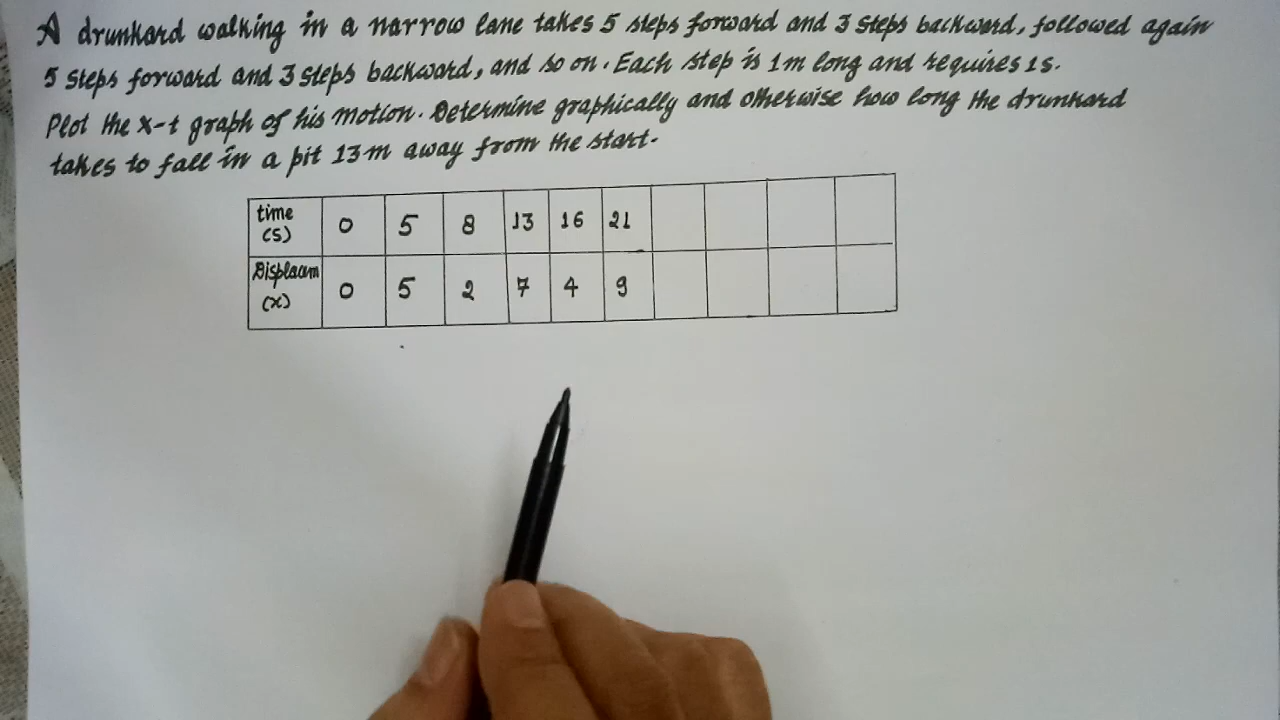 A drunkard walking in a narrow lane takes 5 steps forward and 3 steps backward, followed again
5 steps forward and 3 steps backward, and so on. Each step is 1m long and requires 1s.
Plot the x-t graph of his motion. Determine graphically and otherwise how long the drunkard
takes to fall in a pit 13m away from the start.
time (s) 0 5 8 13 16 21
Displacem (x) 0 5 2 7 4 9